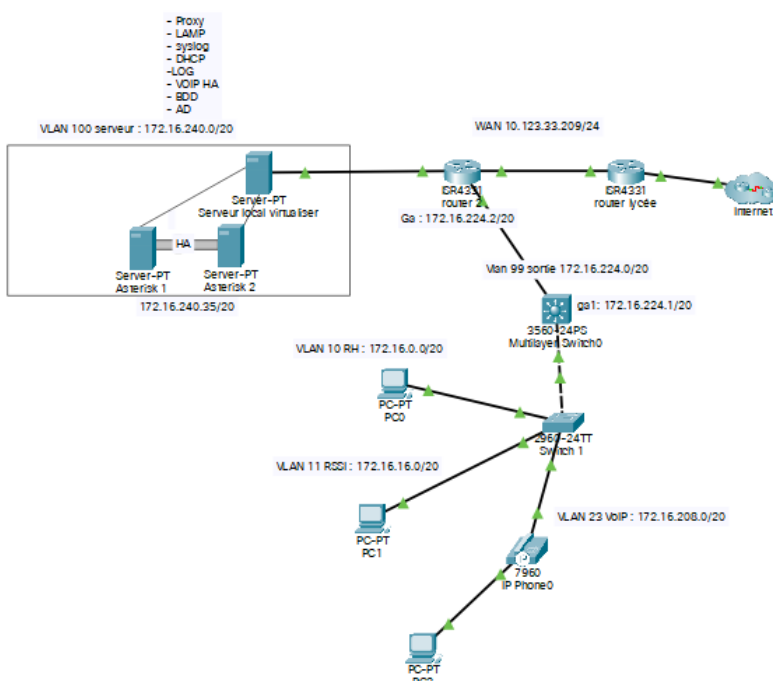 - Proxy
- LAMP
- syslog
- DHCP
-LOG
- VOIP HA
- BDD
- AD
VLAN 100 serveur : 172.16.240.0/20
WAN 10.123.33.209/24
Server-PT
Serveur local virtualiser
ISR4331
router 2
ISR4331
router lycée
Internet
Ga : 172.16.224.2/20
HA
Server-PT
Asterisk 1
Server-PT
Asterisk 2
Vlan 99 sortie 172.16.224.0/20
172.16.240.35/20
ga1: 172.16.224.1/20
3560-24PS
Multilayer Switch0
VLAN 10 RH : 172.16.0.0/20
PC-PT
PC0
2960-24TT
Switch 1
VLAN 11 RSSI : 172.16.16.0/20
VLAN 23 VoIP : 172.16.208.0/20
PC-PT
PC1
7960
IP Phone0
PC-PT